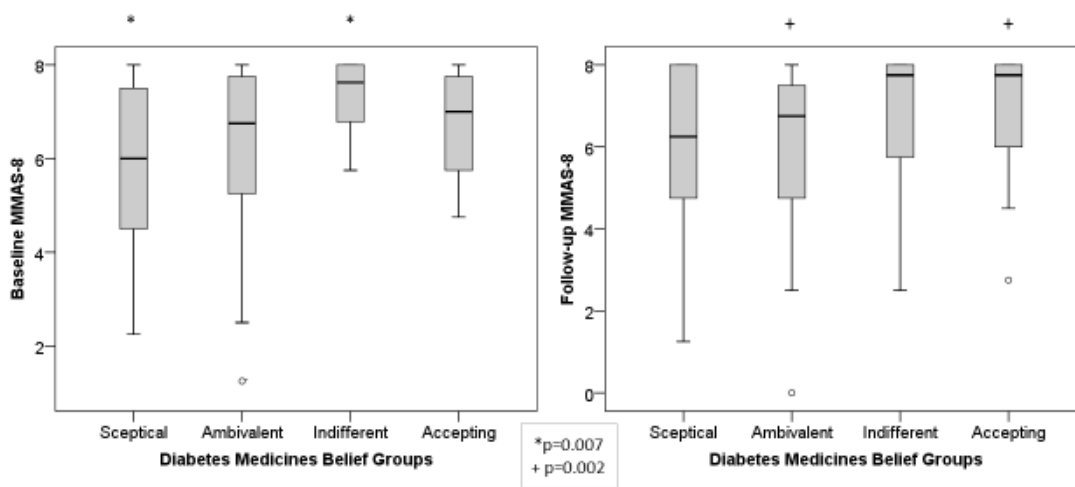 * *
Baseline MMAS-8
8
6
4
2
Sceptical Ambivalent Indifferent Accepting
Diabetes Medicines Belief Groups
+ +
Follow-up MMAS-8
8
6
4
2
0
Sceptical Ambivalent Indifferent Accepting
Diabetes Medicines Belief Groups
*p=0.007
+ p=0.002